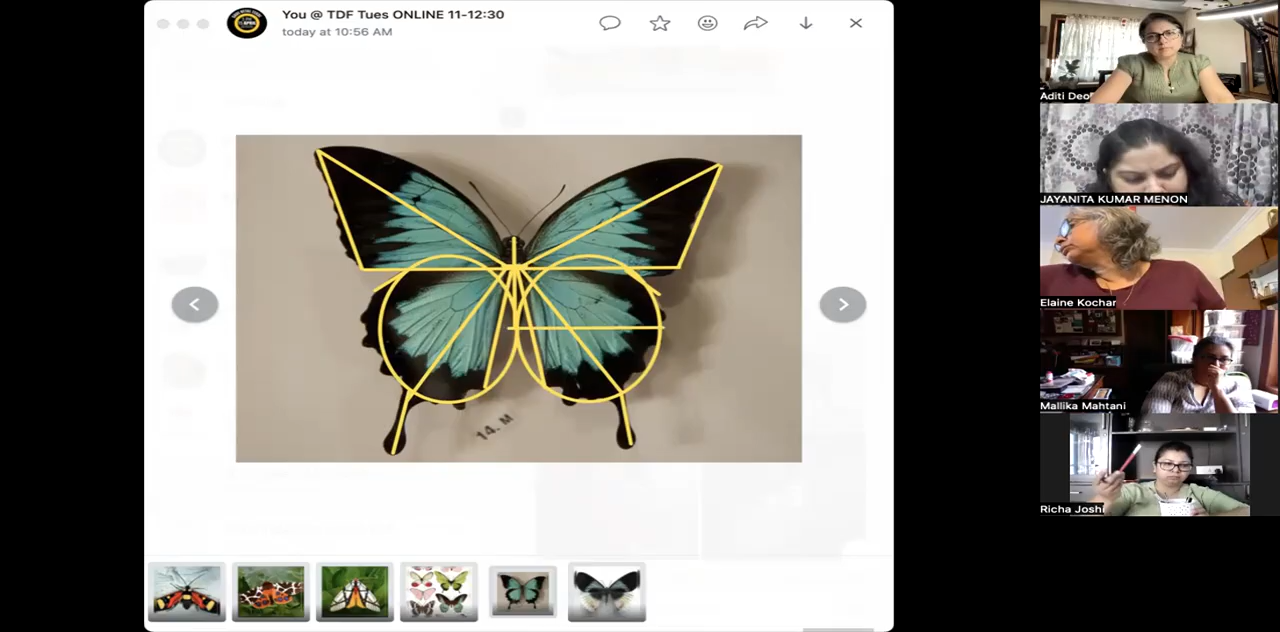 You @ TDF Tues ONLINE 11-12:30
today at 10:56 AM
14. M
Aditi Deo
JAYANITA KUMAR MENON
Elaine Kochar
Mallika Mahtani
Richa Joshi